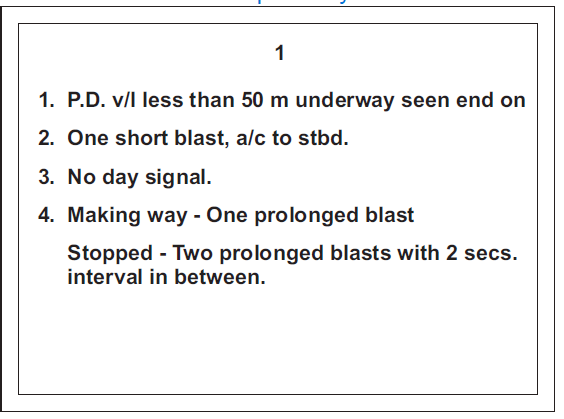 1
1. P.D. v/l less than 50 m underway seen end on
2. One short blast, a/c to stbd.
3. No day signal.
4. Making way - One prolonged blast
Stopped - Two prolonged blasts with 2 secs.
interval in between.